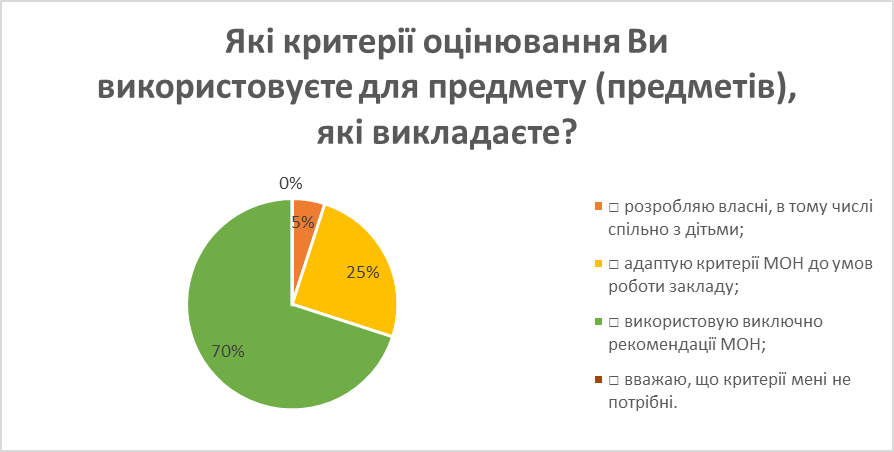 Які критерії оцінювання Ви
використовуєте для предмету (предметів),
які викладаєте?
0%
5%
25%
70%
□ розробляю власні, в тому числі
спільно з дітьми;
□ адаптую критерії МОН до умов
роботи закладу;
□ використовую виключно
рекомендації МОН;
□ вважаю, що критерії мені не
потрібні.